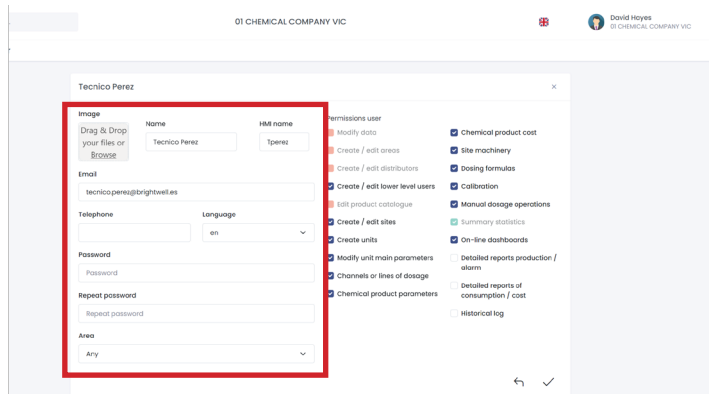 01 CHEMICAL COMPANY VIC
David Hayes
01 CHEMICAL COMPANY VIC
Tecnico Perez
Image
Drag & Drop
your files or
Browse
Name
Tecnico Perez
HMI name
Tperez
Email
tecnico.perez@brightwell.es
Telephone
Language
en
Password
Password
Repeat password
Repeat password
Area
Any
Permissions user
Modify data
Create / edit areas
Create / edit distributors
Create / edit lower level users
Edit product catalogue
Create / edit sites
Create units
Modify unit main parameters
Channels or lines of dosage
Chemical product parameters
Chemical product cost
Site machinery
Dosing formulas
Calibration
Manual dosage operations
Summary statistics
On-line dashboards
Detailed reports production /
alarm
Detailed reports of
consumption / cost
Historical log